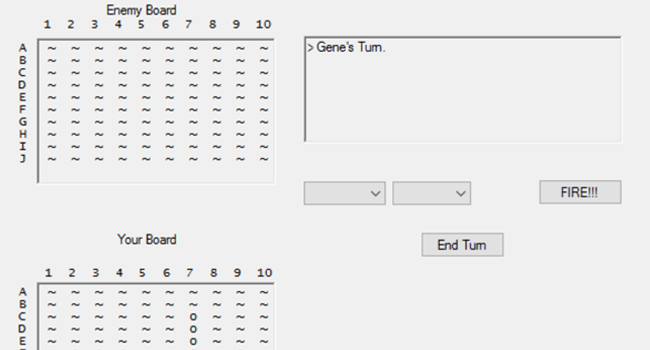 Enemy Board
1 2 3 4 5 6 7 8 9 10
A ~ ~ ~ ~ ~ ~ ~ ~ ~ ~
B ~ ~ ~ ~ ~ ~ ~ ~ ~ ~
C ~ ~ ~ ~ ~ ~ ~ ~ ~ ~
D ~ ~ ~ ~ ~ ~ ~ ~ ~ ~
E ~ ~ ~ ~ ~ ~ ~ ~ ~ ~
F ~ ~ ~ ~ ~ ~ ~ ~ ~ ~
G ~ ~ ~ ~ ~ ~ ~ ~ ~ ~
H ~ ~ ~ ~ ~ ~ ~ ~ ~ ~
I ~ ~ ~ ~ ~ ~ ~ ~ ~ ~
J ~ ~ ~ ~ ~ ~ ~ ~ ~ ~
> Gene's Turn.
FIRE!!!
End Turn
Your Board
1 2 3 4 5 6 7 8 9 10
A ~ ~ ~ ~ ~ ~ ~ ~ ~ ~
B ~ ~ ~ ~ ~ ~ ~ ~ ~ ~
C ~ ~ ~ ~ ~ ~ o ~ ~ ~
D ~ ~ ~ ~ ~ ~ o ~ ~ ~
E ~ ~ ~ ~ ~ ~ o ~ ~ ~